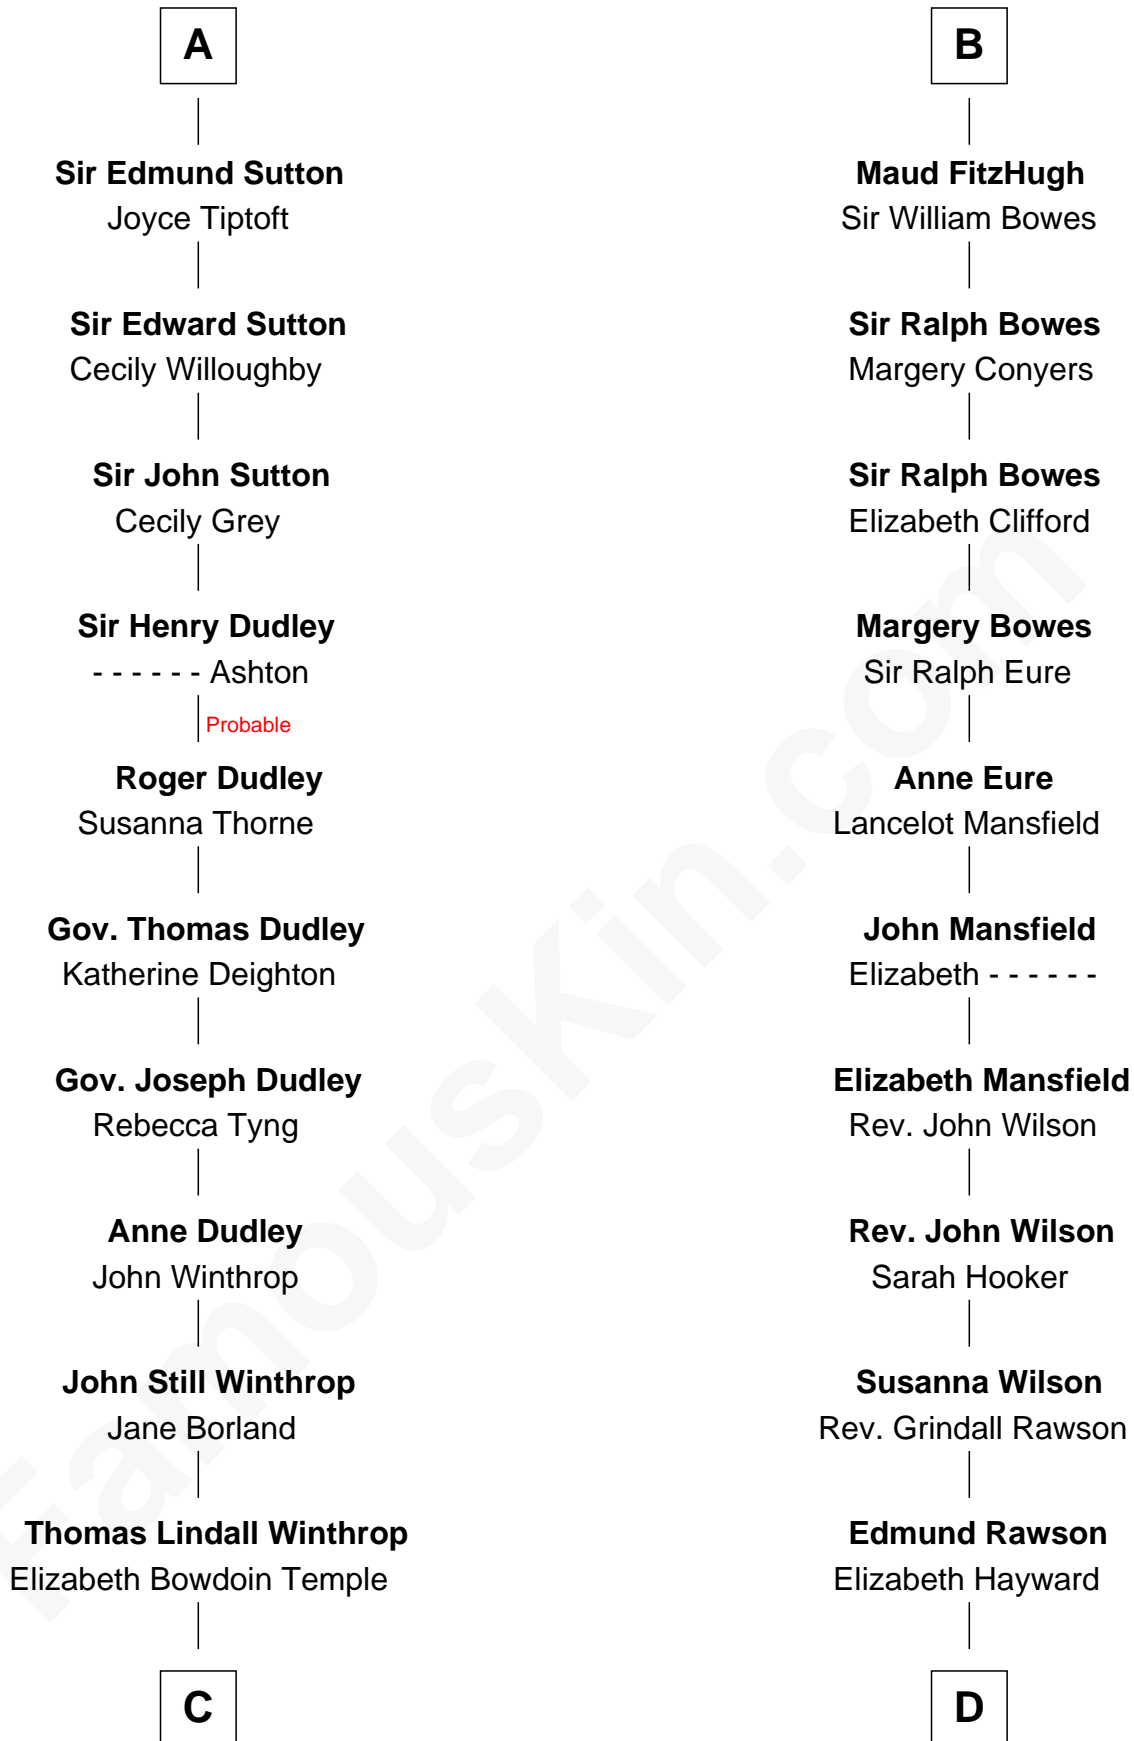 A
Sir Edmund Sutton
Joyce Tiptoft
Sir Edward Sutton
Cecily Willoughby
Sir John Sutton
Cecily Grey
Sir Henry Dudley
- - - - - - Ashton
Probable
Roger Dudley
Susanna Thorne
Gov. Thomas Dudley
Katherine Deighton
Gov. Joseph Dudley
Rebecca Tyng
Anne Dudley
John Winthrop
John Still Winthrop
Jane Borland
Thomas Lindall Winthrop
Elizabeth Bowdoin Temple
C
B
Maud FitzHugh
Sir William Bowes
Sir Ralph Bowes
Margery Conyers
Sir Ralph Bowes
Elizabeth Clifford
Margery Bowes
Sir Ralph Eure
Anne Eure
Lancelot Mansfield
John Mansfield
Elizabeth - - - - - -
Elizabeth Mansfield
Rev. John Wilson
Rev. John Wilson
Sarah Hooker
Susanna Wilson
Rev. Grindall Rawson
Edmund Rawson
Elizabeth Hayward
D
FamousKin.com